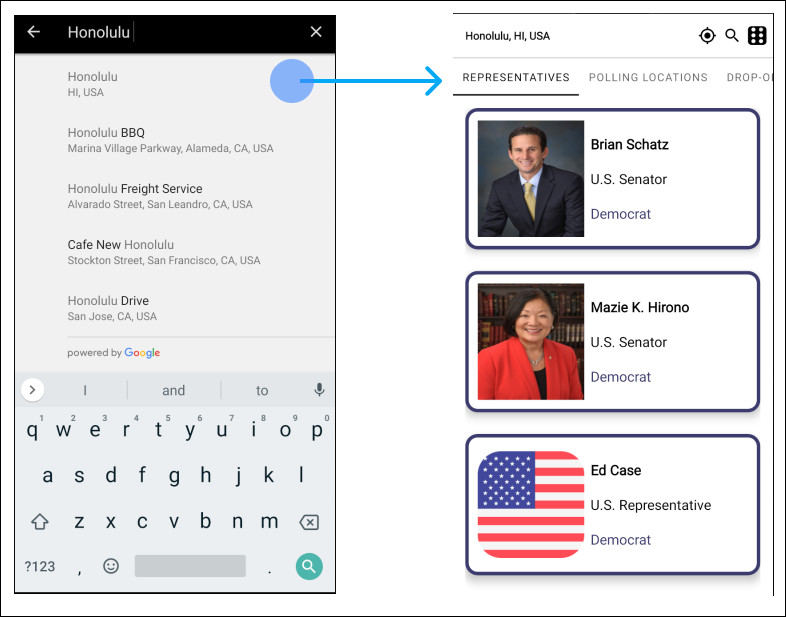 Honolulu
Honolulu
HI, USA
Honolulu BBQ
Marina Village Parkway, Alameda, CA, USA
Honolulu Freight Service
Alvarado Street, San Leandro, CA, USA
Cafe New Honolulu
Stockton Street, San Francisco, CA, USA
Honolulu Drive
San Jose, CA, USA
powered by Google
I and to
1 2 3 4 5 6 7 8 9 0
q w e r t y u i o p
a s d f g h j k l
z x c v b n m
?123 , .
Honolulu, HI, USA
REPRESENTATIVES POLLING LOCATIONS DROP-O
Brian Schatz
U.S. Senator
Democrat
Mazie K. Hirono
U.S. Senator
Democrat
Ed Case
U.S. Representative
Democrat